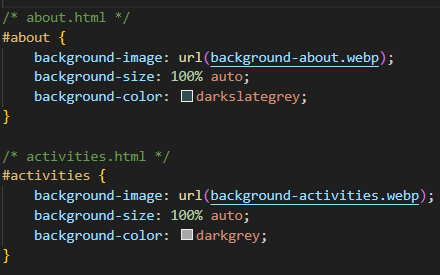 /* about.html */
#about {
    background-image: url(background-about.webp);
    background-size: 100% auto;
    background-color: darkslategrey;
}
/* activities.html */
#activities {
    background-image: url(background-activities.webp);
    background-size: 100% auto;
    background-color: darkgrey;
}